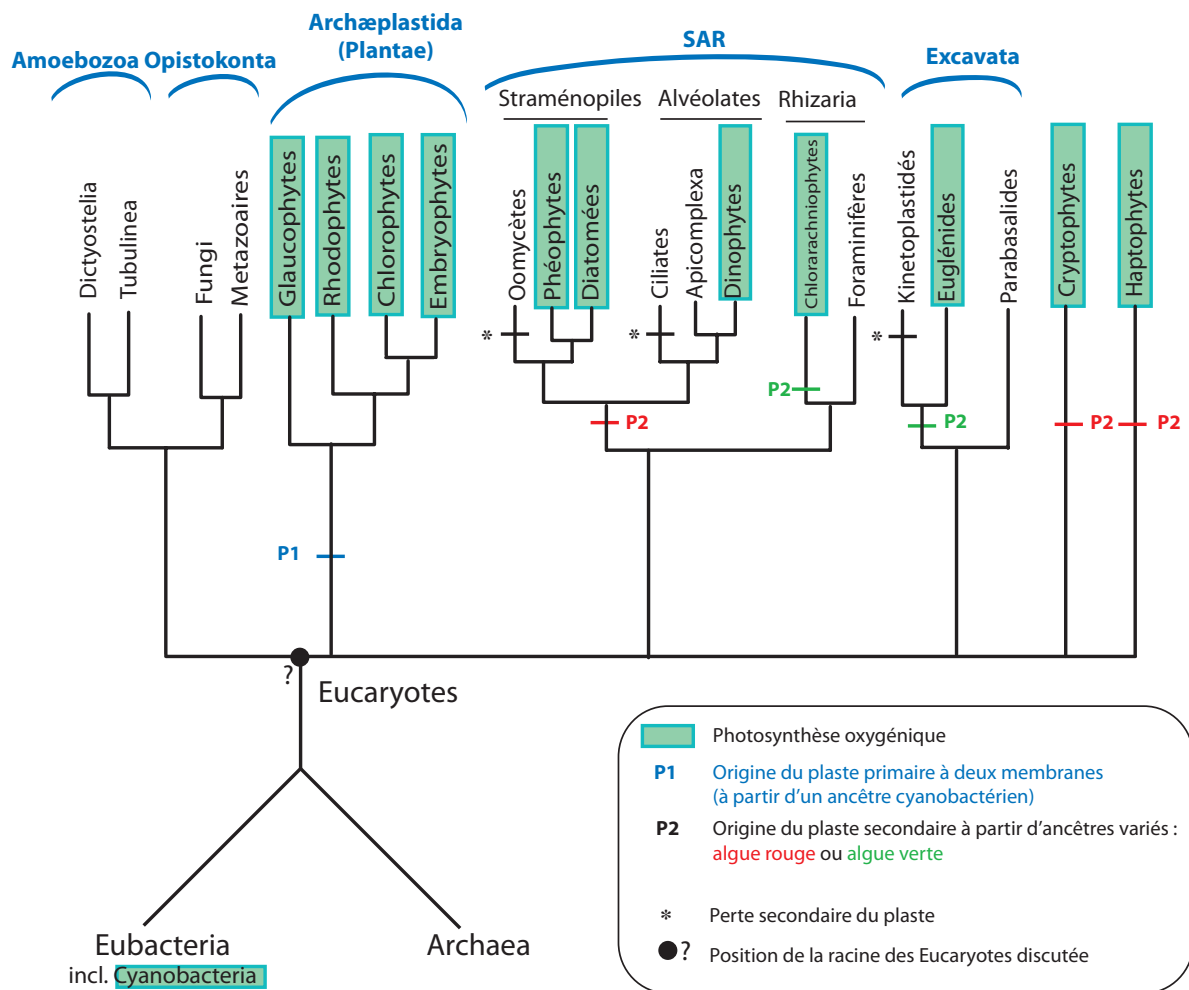 Archæplastida
(Plantae)
SAR
Amoebozoa Opistokonta
Excavata
Straménopiles
Alvéolates
Rhizaria
Dictyostelia
Tubulinea
Fungi
Metazoaires
Glaucophytes
Rhodophytes
Chlorophytes
Embryophytes
Oomycètes
Phéophytes
Diatomées
Ciliates
Apicomplexa
Dinophytes
Chlorarachniophytes
Foraminifères
Kinetoplastidés
Euglénides
Parabasalides
Cryptophytes
Haptophytes
*
*
*
P2
P2
P2
P2
P2
P1
?
Eucaryotes
Eubacteria
incl. Cyanobacteria
Archaea
Photosynthèse oxygénique
P1 Origine du plaste primaire à deux membranes
(à partir d'un ancêtre cyanobactérien)
P2 Origine du plaste secondaire à partir d'ancêtres variés :
algue rouge ou algue verte
* Perte secondaire du plaste
? Position de la racine des Eucaryotes discutée